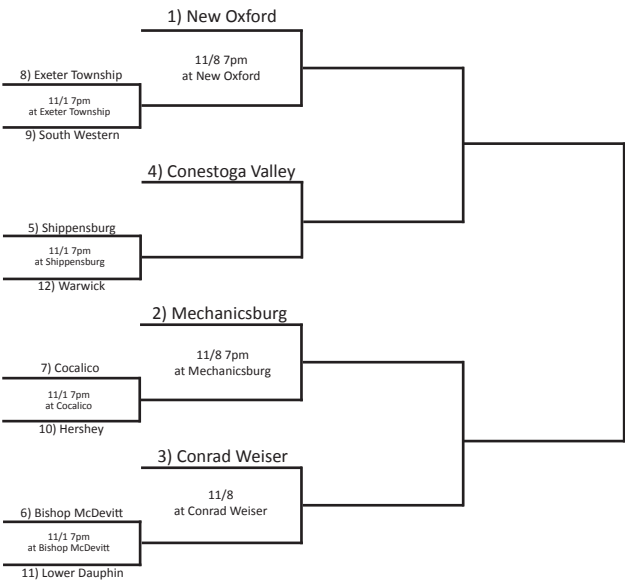 1) New Oxford
11/8 7pm
at New Oxford
8) Exeter Township
11/1 7pm
at Exeter Township
9) South Western
4) Conestoga Valley
5) Shippensburg
11/1 7pm
at Shippensburg
12) Warwick
2) Mechanicsburg
11/8 7pm
at Mechanicsburg
7) Cocalico
11/1 7pm
at Cocalico
10) Hershey
3) Conrad Weiser
11/8
at Conrad Weiser
6) Bishop McDevitt
11/1 7pm
at Bishop McDevitt
11) Lower Dauphin